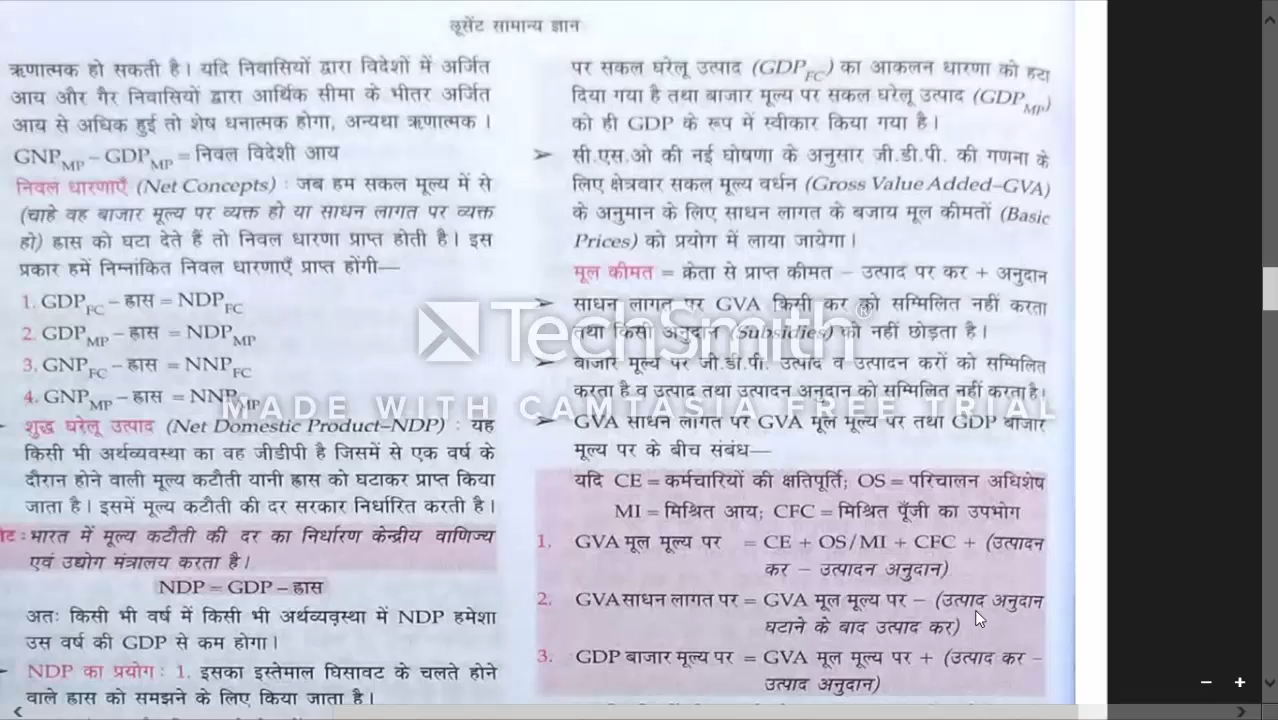 लूसेंट सामान्य ज्ञान
ऋणात्मक हो सकती है। यदि निवासियों द्वारा विदेशों में अर्जित
आय और गैर निवासियों द्वारा आर्थिक सीमा के भीतर अर्जित
आय से अधिक हुई तो शेष धनात्मक होगा, अन्यथा ऋणात्मक।
GNP_MP – GDP_MP = निवल विदेशी आय
निवल धारणाएँ (Net Concepts) : जब हम सकल मूल्य में से
(चाहे वह बाजार मूल्य पर व्यक्त हो या साधन लागत पर व्यक्त
हो) ह्रास को घटा देते हैं तो निवल धारणा प्राप्त होती है। इस
प्रकार हमें निम्नांकित निवल धारणाएँ प्राप्त होंगी—
1. GDP_FC – ह्रास = NDP_FC
2. GDP_MP – ह्रास = NDP_MP
3. GNP_FC – ह्रास = NNP_FC
4. GNP_MP – ह्रास = NNP_MP
शुद्ध घरेलू उत्पाद (Net Domestic Product–NDP) : यह
किसी भी अर्थव्यवस्था का वह जीडीपी है जिसमें से एक वर्ष के
दौरान होने वाली मूल्य कटौती यानी ह्रास को घटाकर प्राप्त किया
जाता है। इसमें मूल्य कटौती की दर सरकार निर्धारित करती है।
ट : भारत में मूल्य कटौती की दर का निर्धारण केन्द्रीय वाणिज्य
एवं उद्योग मंत्रालय करता है।
NDP = GDP – ह्रास
अतः किसी भी वर्ष में किसी भी अर्थव्यवस्था में NDP हमेशा
उस वर्ष की GDP से कम होगा।
NDP का प्रयोग : 1. इसका इस्तेमाल घिसावट के चलते होने
वाले ह्रास को समझने के लिए किया जाता है।
पर सकल घरेलू उत्पाद (GDP_FC) का आकलन धारणा को हटा
दिया गया है तथा बाजार मूल्य पर सकल घरेलू उत्पाद (GDP_MP)
को ही GDP के रूप में स्वीकार किया गया है।
➤ सी.एस.ओ की नई घोषणा के अनुसार जी.डी.पी. की गणना के
लिए क्षेत्रवार सकल मूल्य वर्धन (Gross Value Added–GVA)
के अनुमान के लिए साधन लागत के बजाय मूल कीमतों (Basic
Prices) को प्रयोग में लाया जायेगा।
मूल कीमत = क्रेता से प्राप्त कीमत – उत्पाद पर कर + अनुदान
➤ साधन लागत पर GVA किसी कर को सम्मिलित नहीं करता
तथा किसी अनुदान (Subsidies) को नहीं छोड़ता है।
➤ बाजार मूल्य पर जी.डी.पी. उत्पाद व उत्पादन करों को सम्मिलित
करता है व उत्पाद तथा उत्पादन अनुदान को सम्मिलित नहीं करता है।
➤ GVA साधन लागत पर GVA मूल मूल्य पर तथा GDP बाजार
मूल्य पर के बीच संबंध—
यदि CE = कर्मचारियों की क्षतिपूर्ति; OS = परिचालन अधिशेष
MI = मिश्रित आय; CFC = मिश्रित पूँजी का उपभोग
1. GVA मूल मूल्य पर = CE + OS/MI + CFC + (उत्पादन
कर – उत्पादन अनुदान)
2. GVA साधन लागत पर = GVA मूल मूल्य पर – (उत्पाद अनुदान
घटाने के बाद उत्पाद कर)
3. GDP बाजार मूल्य पर = GVA मूल मूल्य पर + (उत्पाद कर –
उत्पाद अनुदान)
TechSmith®
MADE WITH CAMTASIA FREE TRIAL